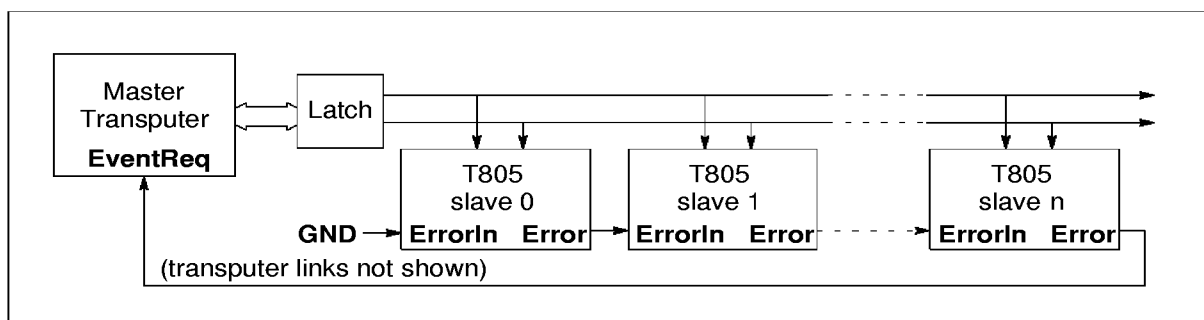 Master
Transputer
EventReq
Latch
T805
slave 0
ErrorIn Error
T805
slave 1
ErrorIn Error
T805
slave n
ErrorIn Error
GND
(transputer links not shown)